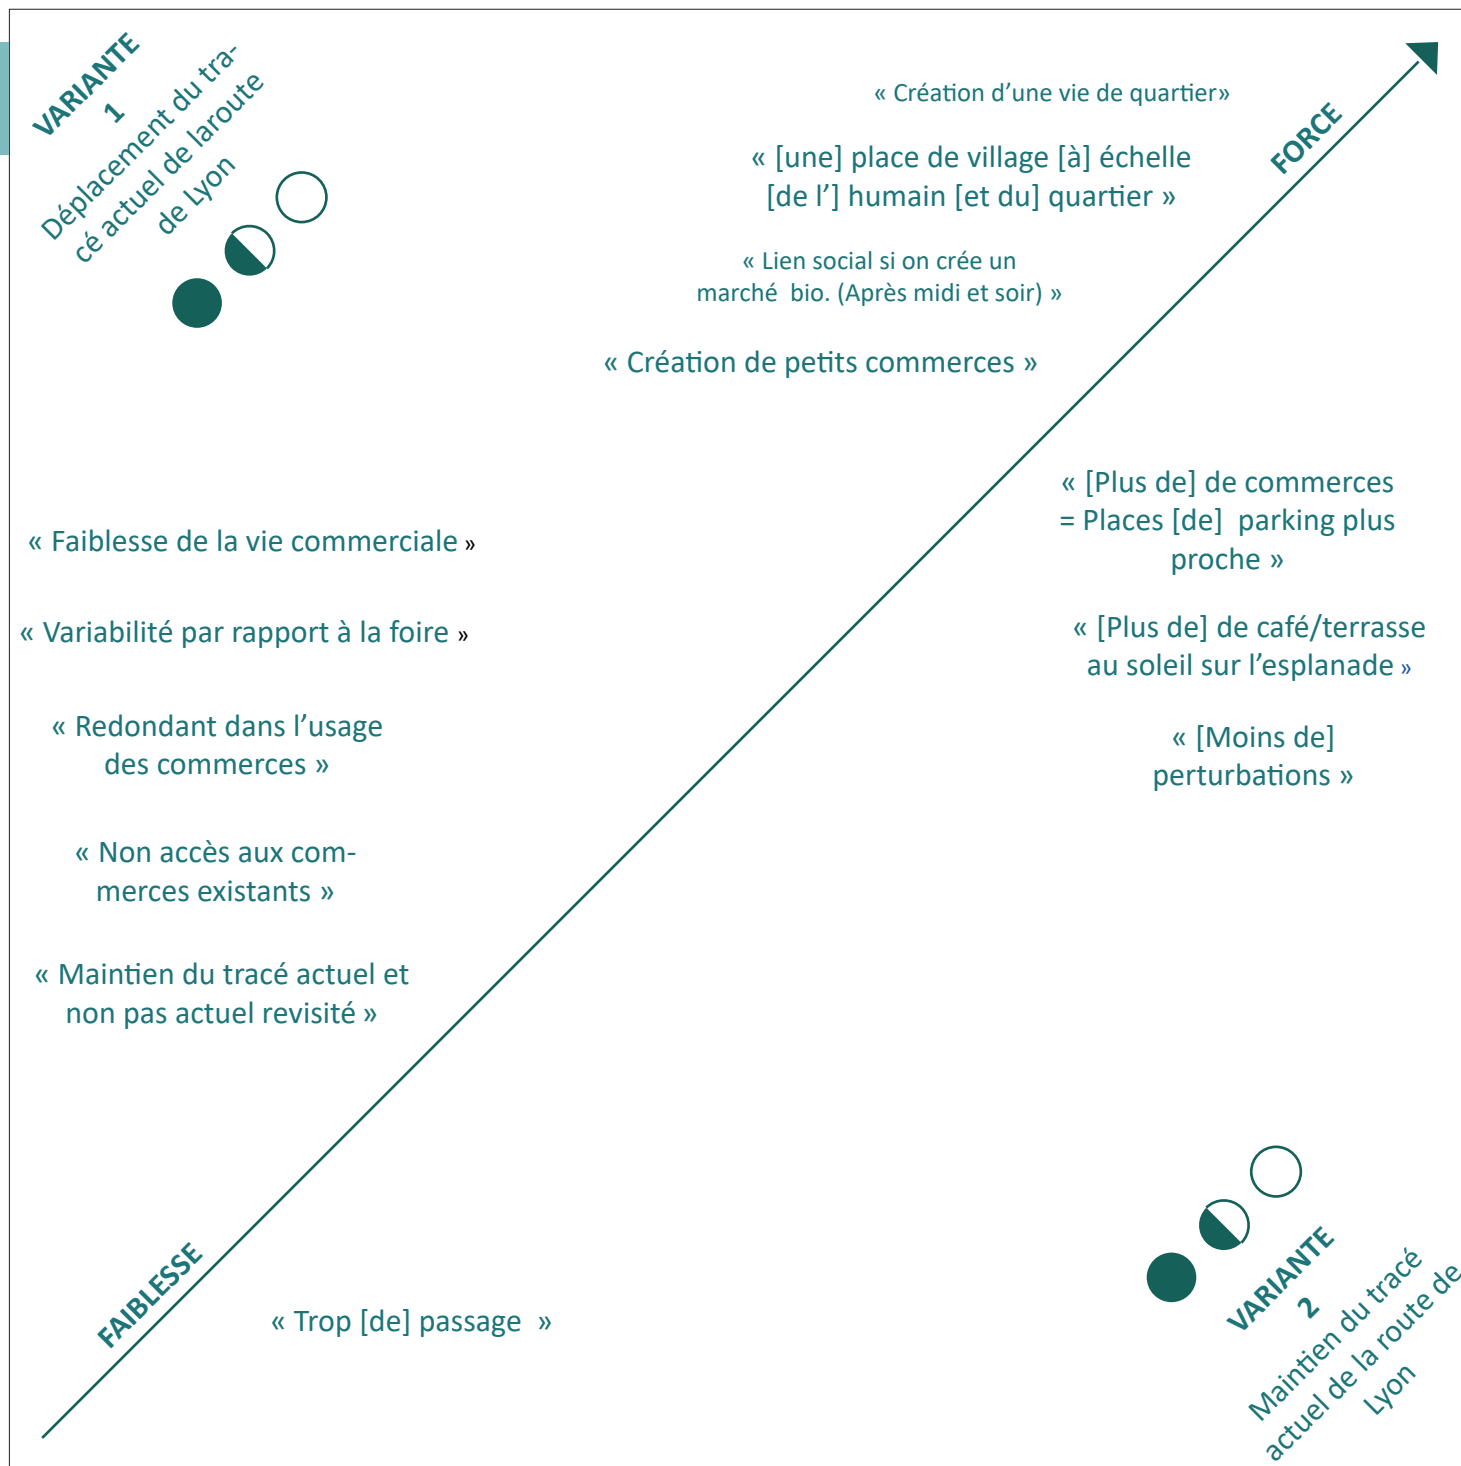 VARIANTE
1
Déplacement du tra-
cé actuel de laroute
de Lyon
« Création d’une vie de quartier»
FORCE
« [une] place de village [à] échelle
[de l’] humain [et du] quartier »
« Lien social si on crée un
marché  bio. (Après midi et soir) »
« Création de petits commerces »
« [Plus de] de commerces
= Places [de]  parking plus
proche »
« Faiblesse de la vie commerciale »
« Variabilité par rapport à la foire »
« [Plus de] de café/terrasse
au soleil sur l’esplanade »
« Redondant dans l’usage
des commerces »
« [Moins de]
perturbations »
« Non accès aux com-
merces existants »
« Maintien du tracé actuel et
non pas actuel revisité »
FAIBLESSE
« Trop [de] passage  »
VARIANTE
2
Maintien du tracé
actuel de la route de
Lyon